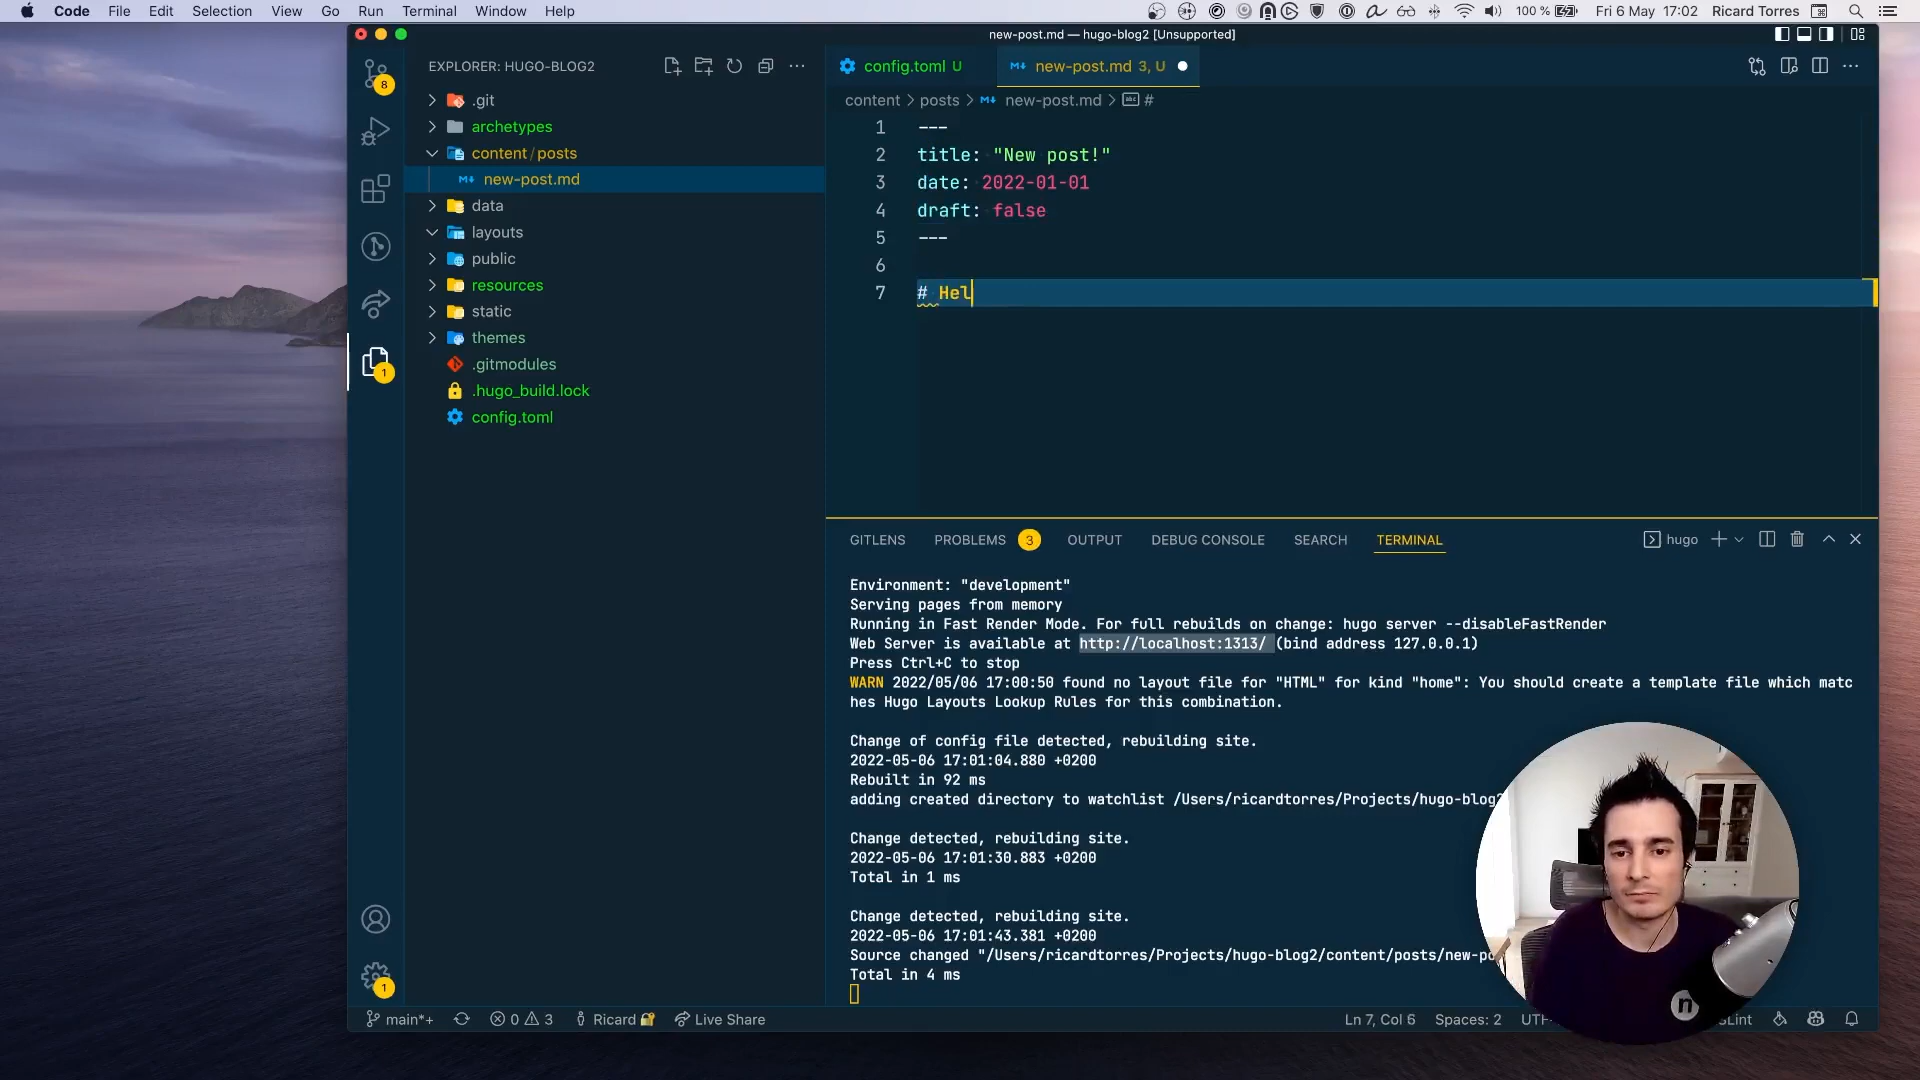 Code File Edit Selection View Go Run Terminal Window Help 100 % Fri 6 May 17:02 Ricard Torres
new-post.md — hugo-blog2 [Unsupported]
EXPLORER: HUGO-BLOG2
config.toml U
new-post.md 3, U
8
content > posts > new-post.md > #
.git
archetypes
content / posts
new-post.md
data
layouts
public
resources
static
themes
.gitmodules
.hugo_build.lock
config.toml
1
1 ---
2 title: "New post!"
3 date: 2022-01-01
4 draft: false
5 ---
6
7 # Hel
GITLENS PROBLEMS 3 OUTPUT DEBUG CONSOLE SEARCH TERMINAL hugo
Environment: "development"
Serving pages from memory
Running in Fast Render Mode. For full rebuilds on change: hugo server --disableFastRender
Web Server is available at http://localhost:1313/ (bind address 127.0.0.1)
Press Ctrl+C to stop
WARN 2022/05/06 17:00:50 found no layout file for "HTML" for kind "home": You should create a template file which matc
hes Hugo Layouts Lookup Rules for this combination.
Change of config file detected, rebuilding site.
2022-05-06 17:01:04.880 +0200
Rebuilt in 92 ms
adding created directory to watchlist /Users/ricardtorres/Projects/hugo-blog2
Change detected, rebuilding site.
2022-05-06 17:01:30.883 +0200
Total in 1 ms
Change detected, rebuilding site.
2022-05-06 17:01:43.381 +0200
Source changed "/Users/ricardtorres/Projects/hugo-blog2/content/posts/new-po
Total in 4 ms
1
main*+ 0 3 Ricard Live Share Ln 7, Col 6 Spaces: 2 UTF- sLint
n